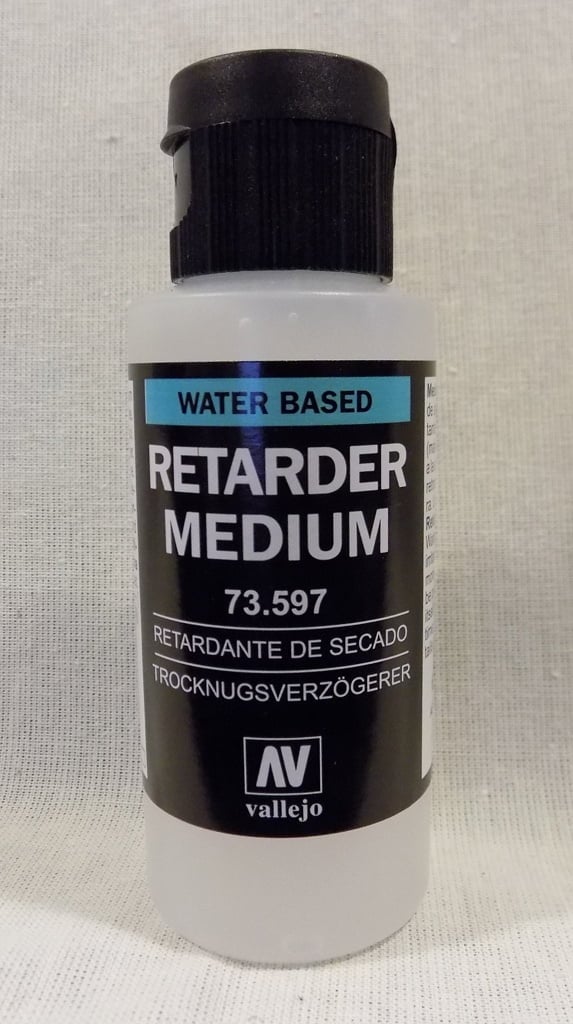 WATER BASED
RETARDER
MEDIUM
73.597
RETARDANTE DE SECADO
TROCKNUGSVERZÖGERER
AV
vallejo